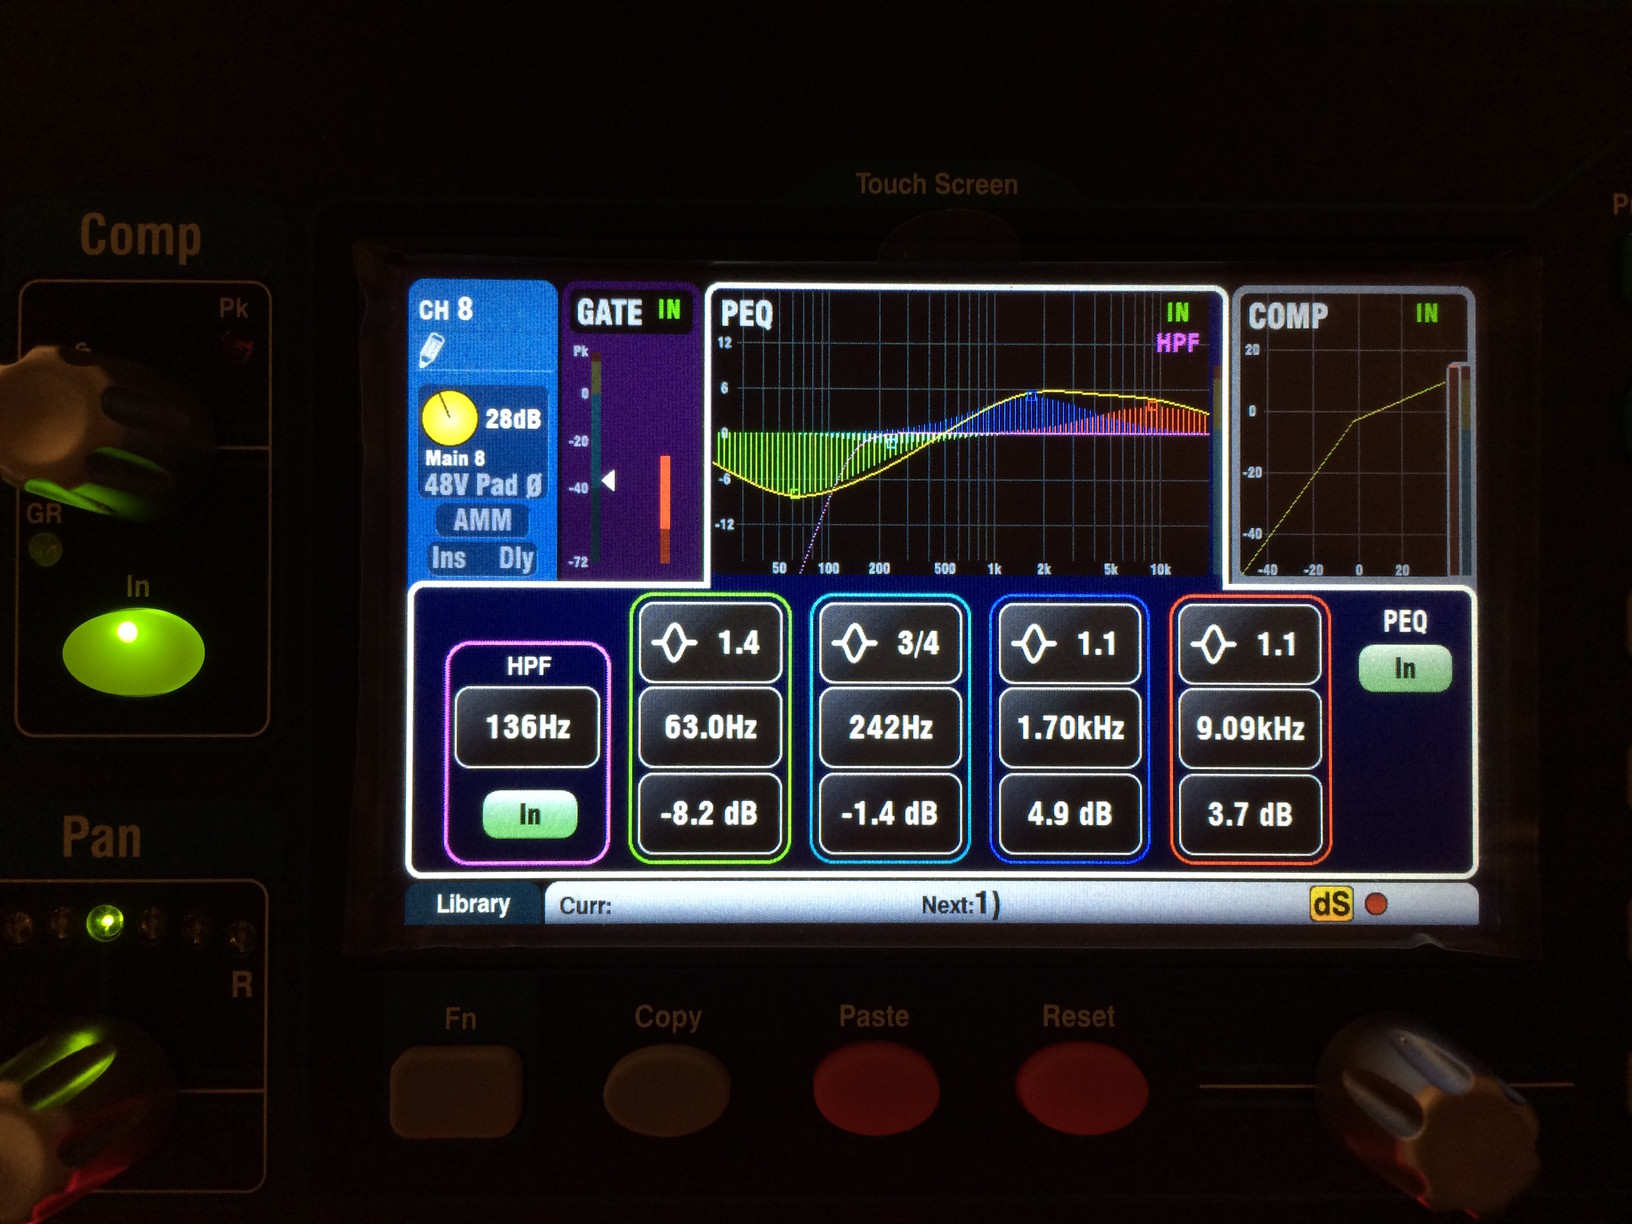 Touch Screen
Comp
Pk
GR
In
Pan
R
CH 8
28dB
Main 8
48V Pad Ø
AMM
Ins Dly
GATE IN
Pk
0
-20
-40
-72
PEQ IN
HPF
12
6
0
-6
-12
50 100 200 500 1k 2k 5k 10k
COMP IN
20
0
-20
-40
-40 -20 0 20
HPF
136Hz
In
1.4
63.0Hz
-8.2 dB
3/4
242Hz
-1.4 dB
1.1
1.70kHz
4.9 dB
1.1
9.09kHz
3.7 dB
PEQ
In
Library
Curr:
Next:1)
dS
Fn
Copy
Paste
Reset